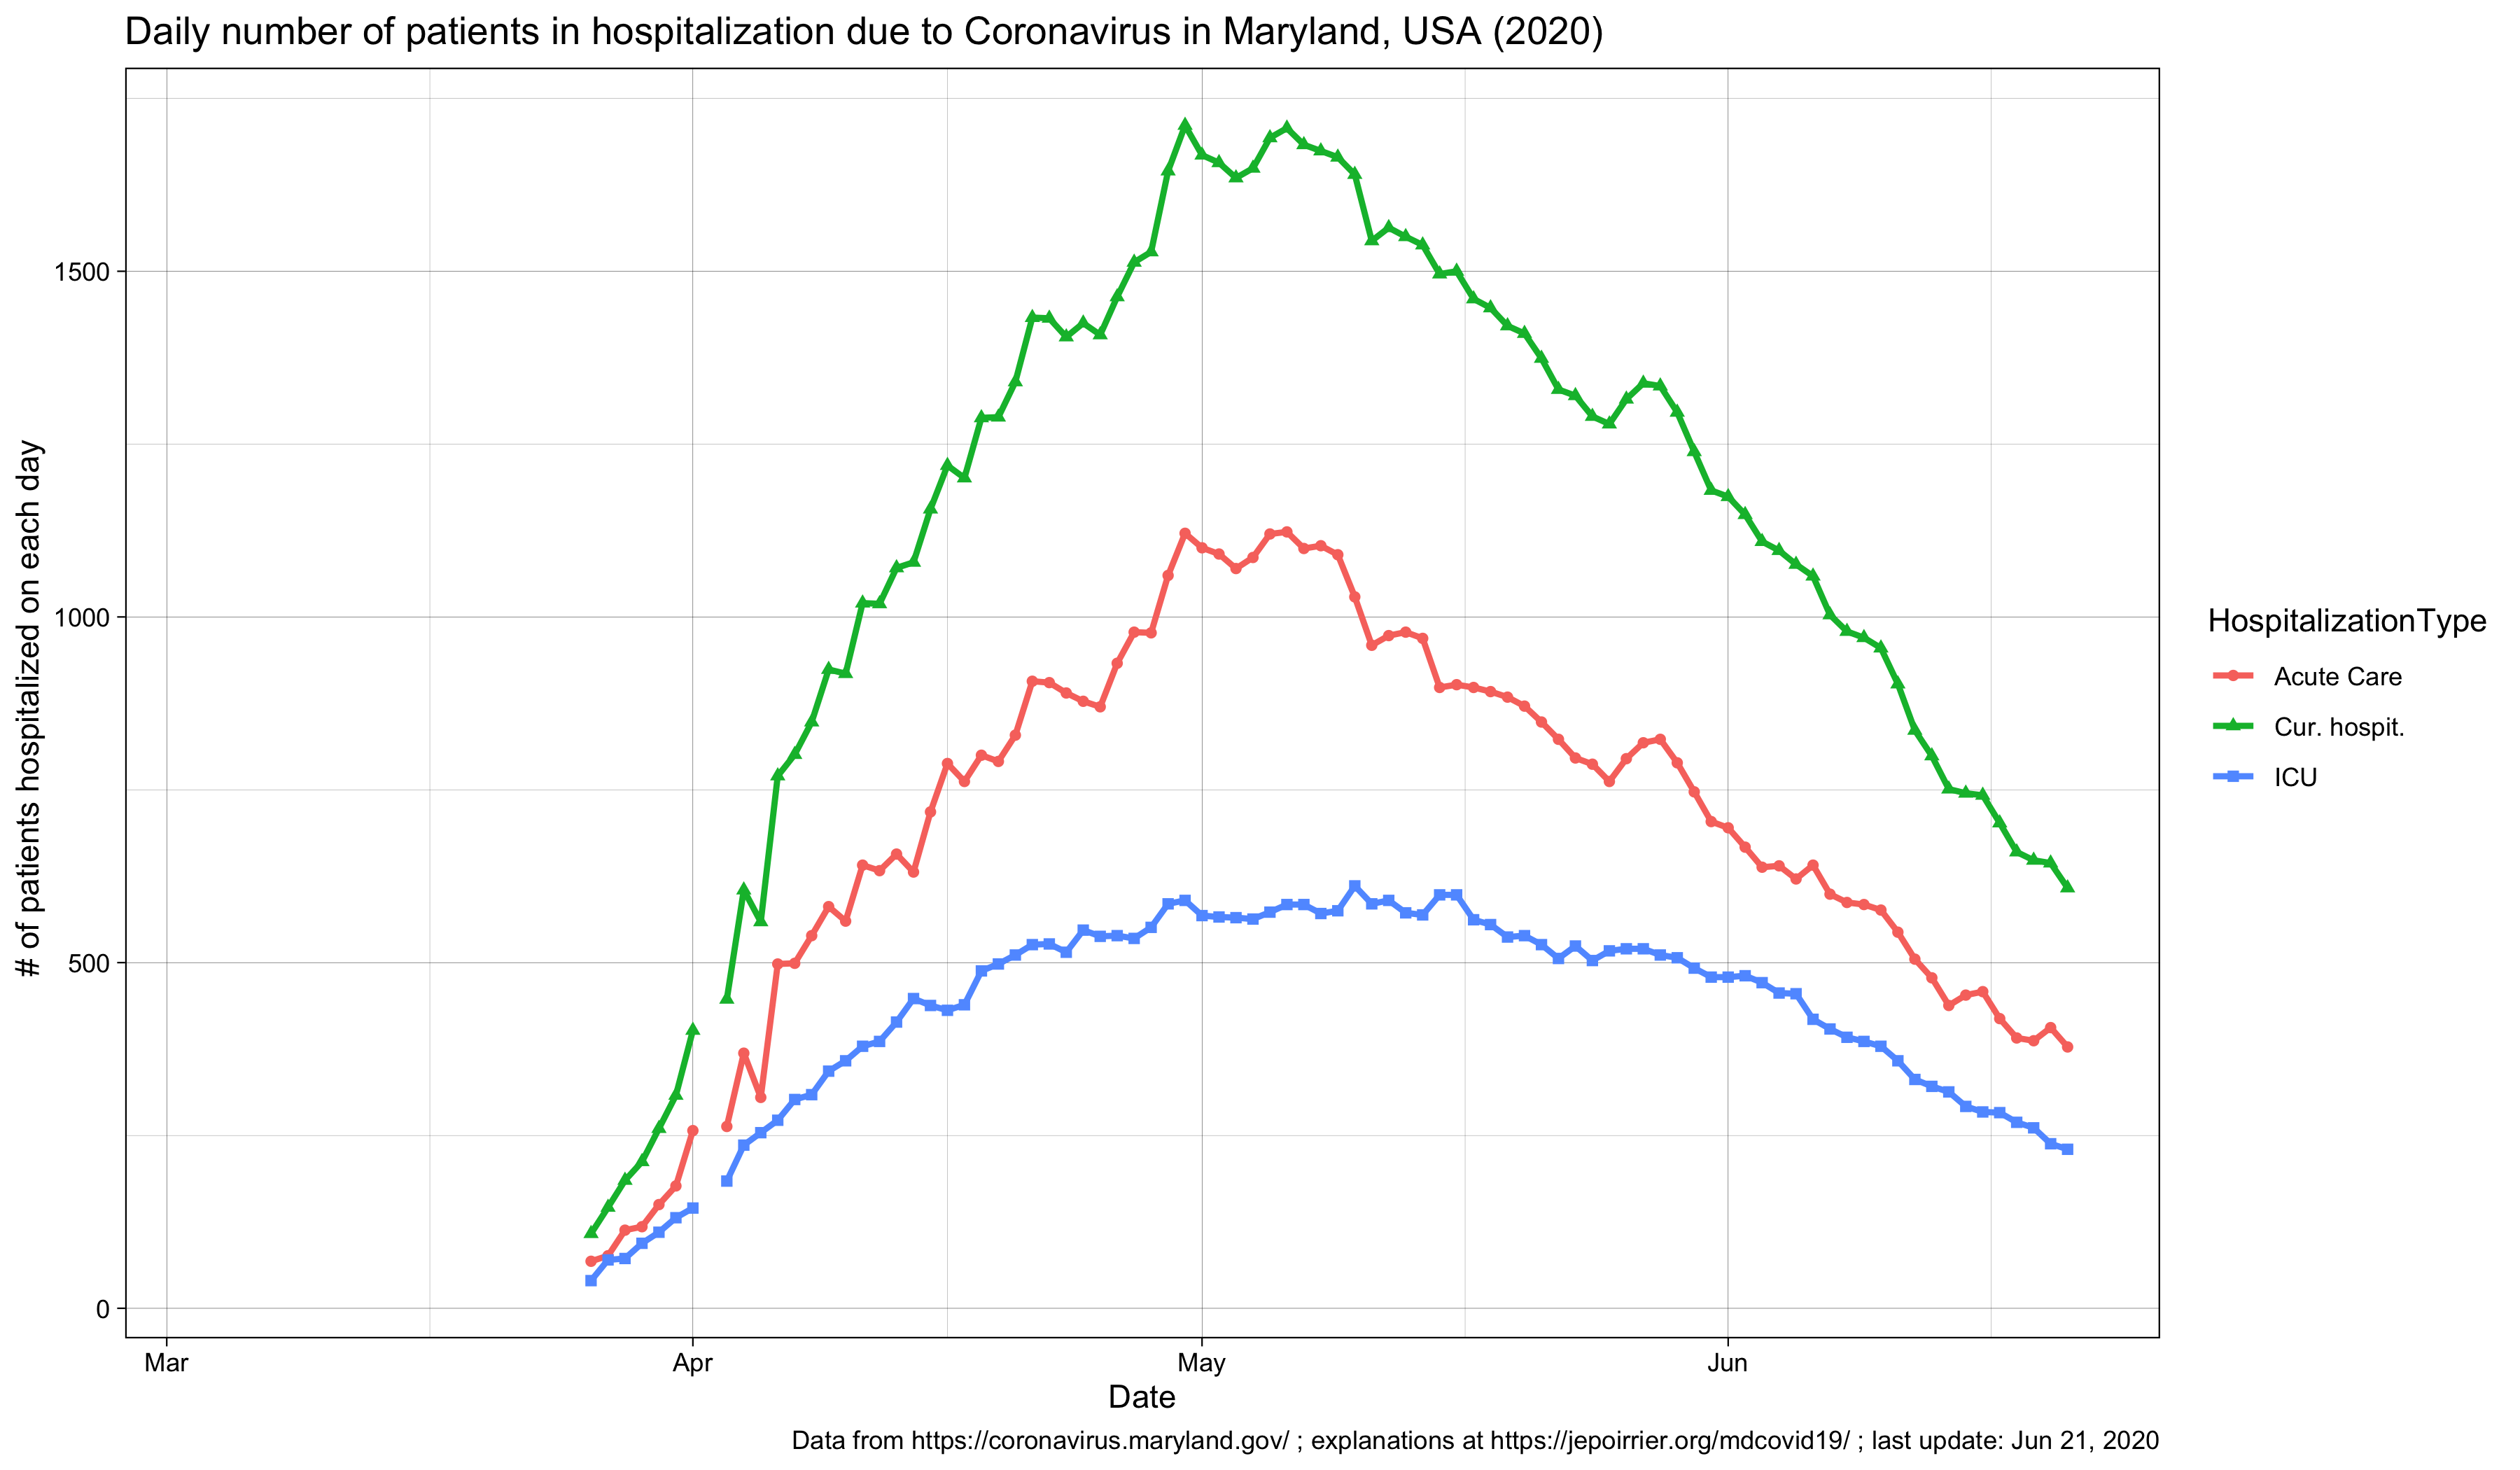 Daily number of patients in hospitalization due to Coronavirus in Maryland, USA (2020)
# of patients hospitalized on each day
1500
1000
500
0
Mar
Apr
May
Jun
Date
HospitalizationType
Acute Care
Cur. hospit.
ICU
Data from https://coronavirus.maryland.gov/ ; explanations at https://jepoirrier.org/mdcovid19/ ; last update: Jun 21, 2020